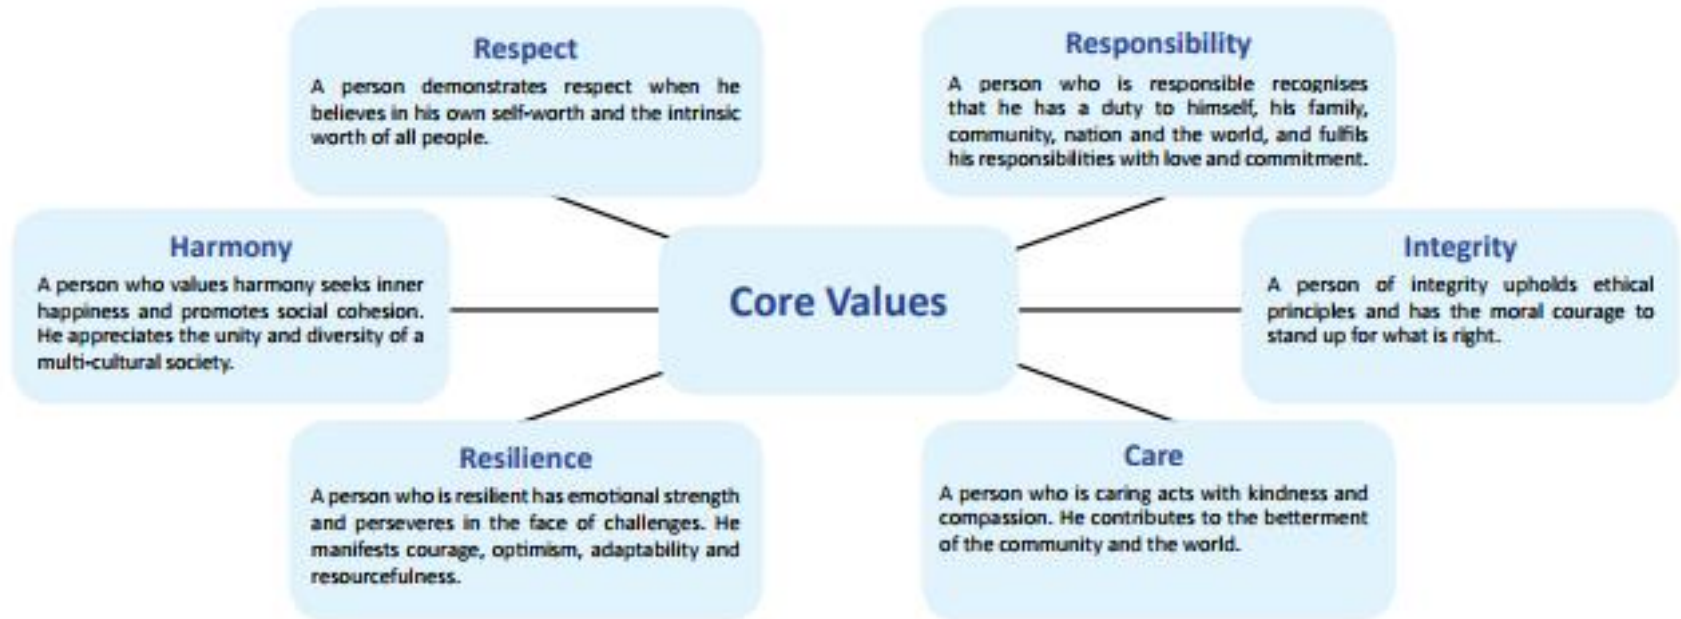 Respect
A person demonstrates respect when he
believes in his own self-worth and the intrinsic
worth of all people.
Responsibility
A person who is responsible recognises
that he has a duty to himself, his family,
community, nation and the world, and fulfils
his responsibilities with love and commitment.
Harmony
A person who values harmony seeks inner
happiness and promotes social cohesion.
He appreciates the unity and diversity of a
multi-cultural society.
Core Values
Integrity
A person of integrity upholds ethical
principles and has the moral courage to
stand up for what is right.
Resilience
A person who is resilient has emotional strength
and perseveres in the face of challenges. He
manifests courage, optimism, adaptability and
resourcefulness.
Care
A person who is caring acts with kindness and
compassion. He contributes to the betterment
of the community and the world.